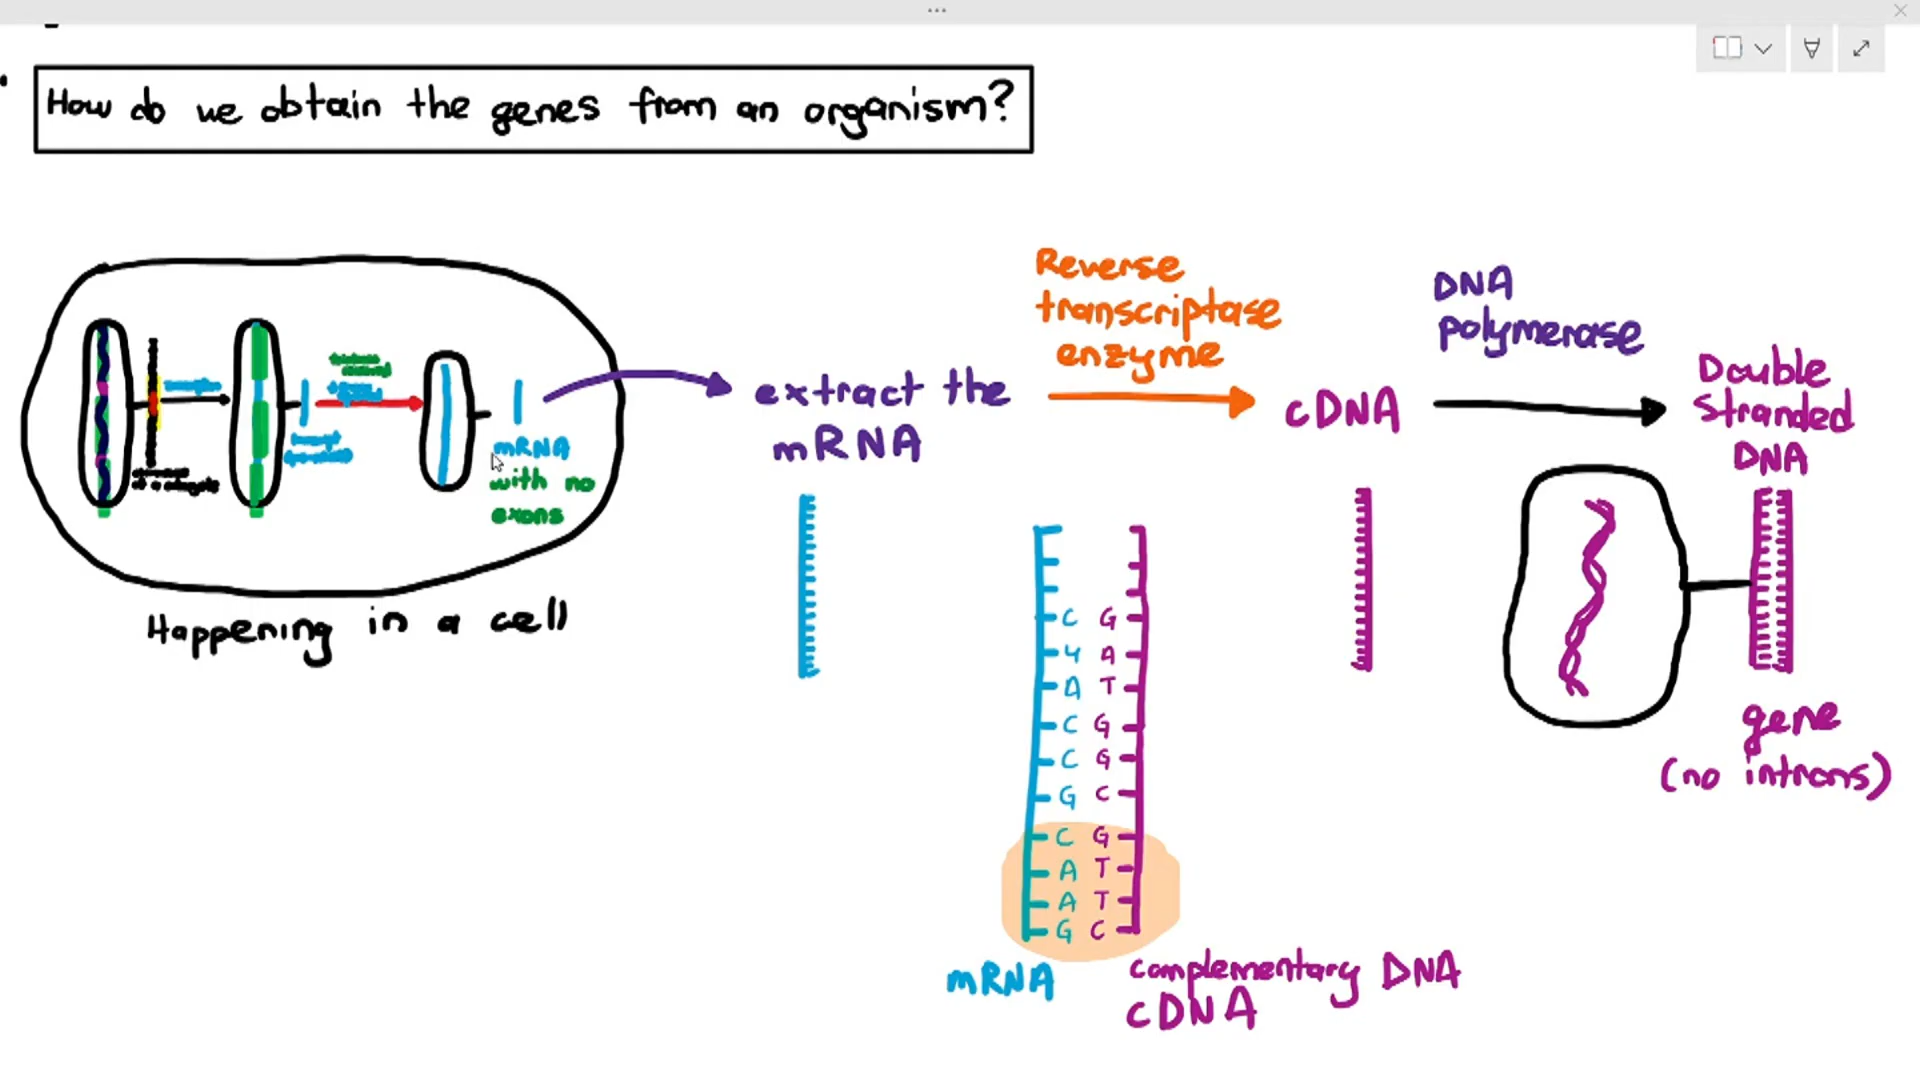 How do we obtain the genes from an organism?
Reverse
transcriptase
enzyme
DNA
polymerase
extract the
mRNA
cDNA
Double
Stranded
DNA
mRNA
with no
exons
Happening in a cell
C G
U A
A T
C G
C G
G C
C G
A T
A T
G C
mRNA
complementary DNA
cDNA
gene
(no introns)